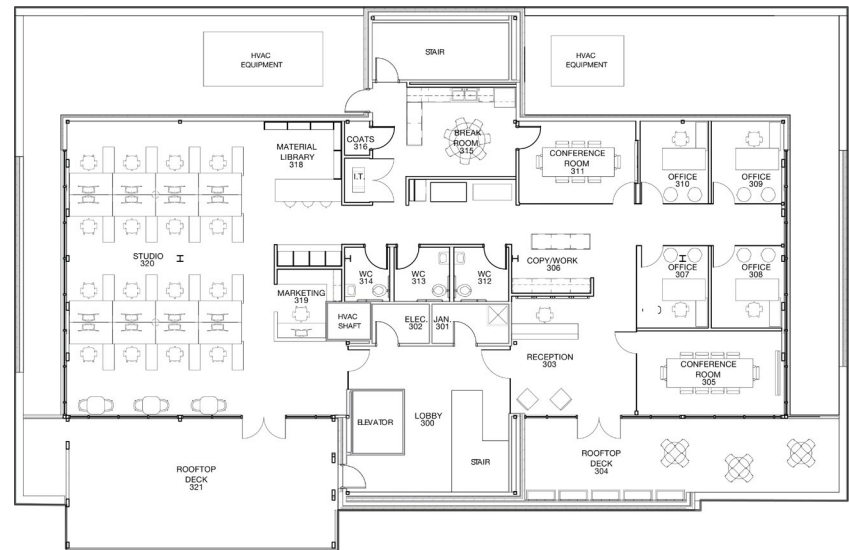 STAIR
HVAC
EQUIPMENT
HVAC
EQUIPMENT
COATS
316
MATERIAL
LIBRARY
318
BREAK
ROOM
315
CONFERENCE
ROOM
311
I.T.
OFFICE
310
OFFICE
309
STUDIO
320
COPY/WORK
306
WC
314
WC
313
WC
312
OFFICE
307
OFFICE
308
MARKETING
319
HVAC
SHAFT
ELEC.
302
JAN.
301
RECEPTION
303
CONFERENCE
ROOM
305
ELEVATOR
LOBBY
300
STAIR
ROOFTOP
DECK
321
ROOFTOP
DECK
304